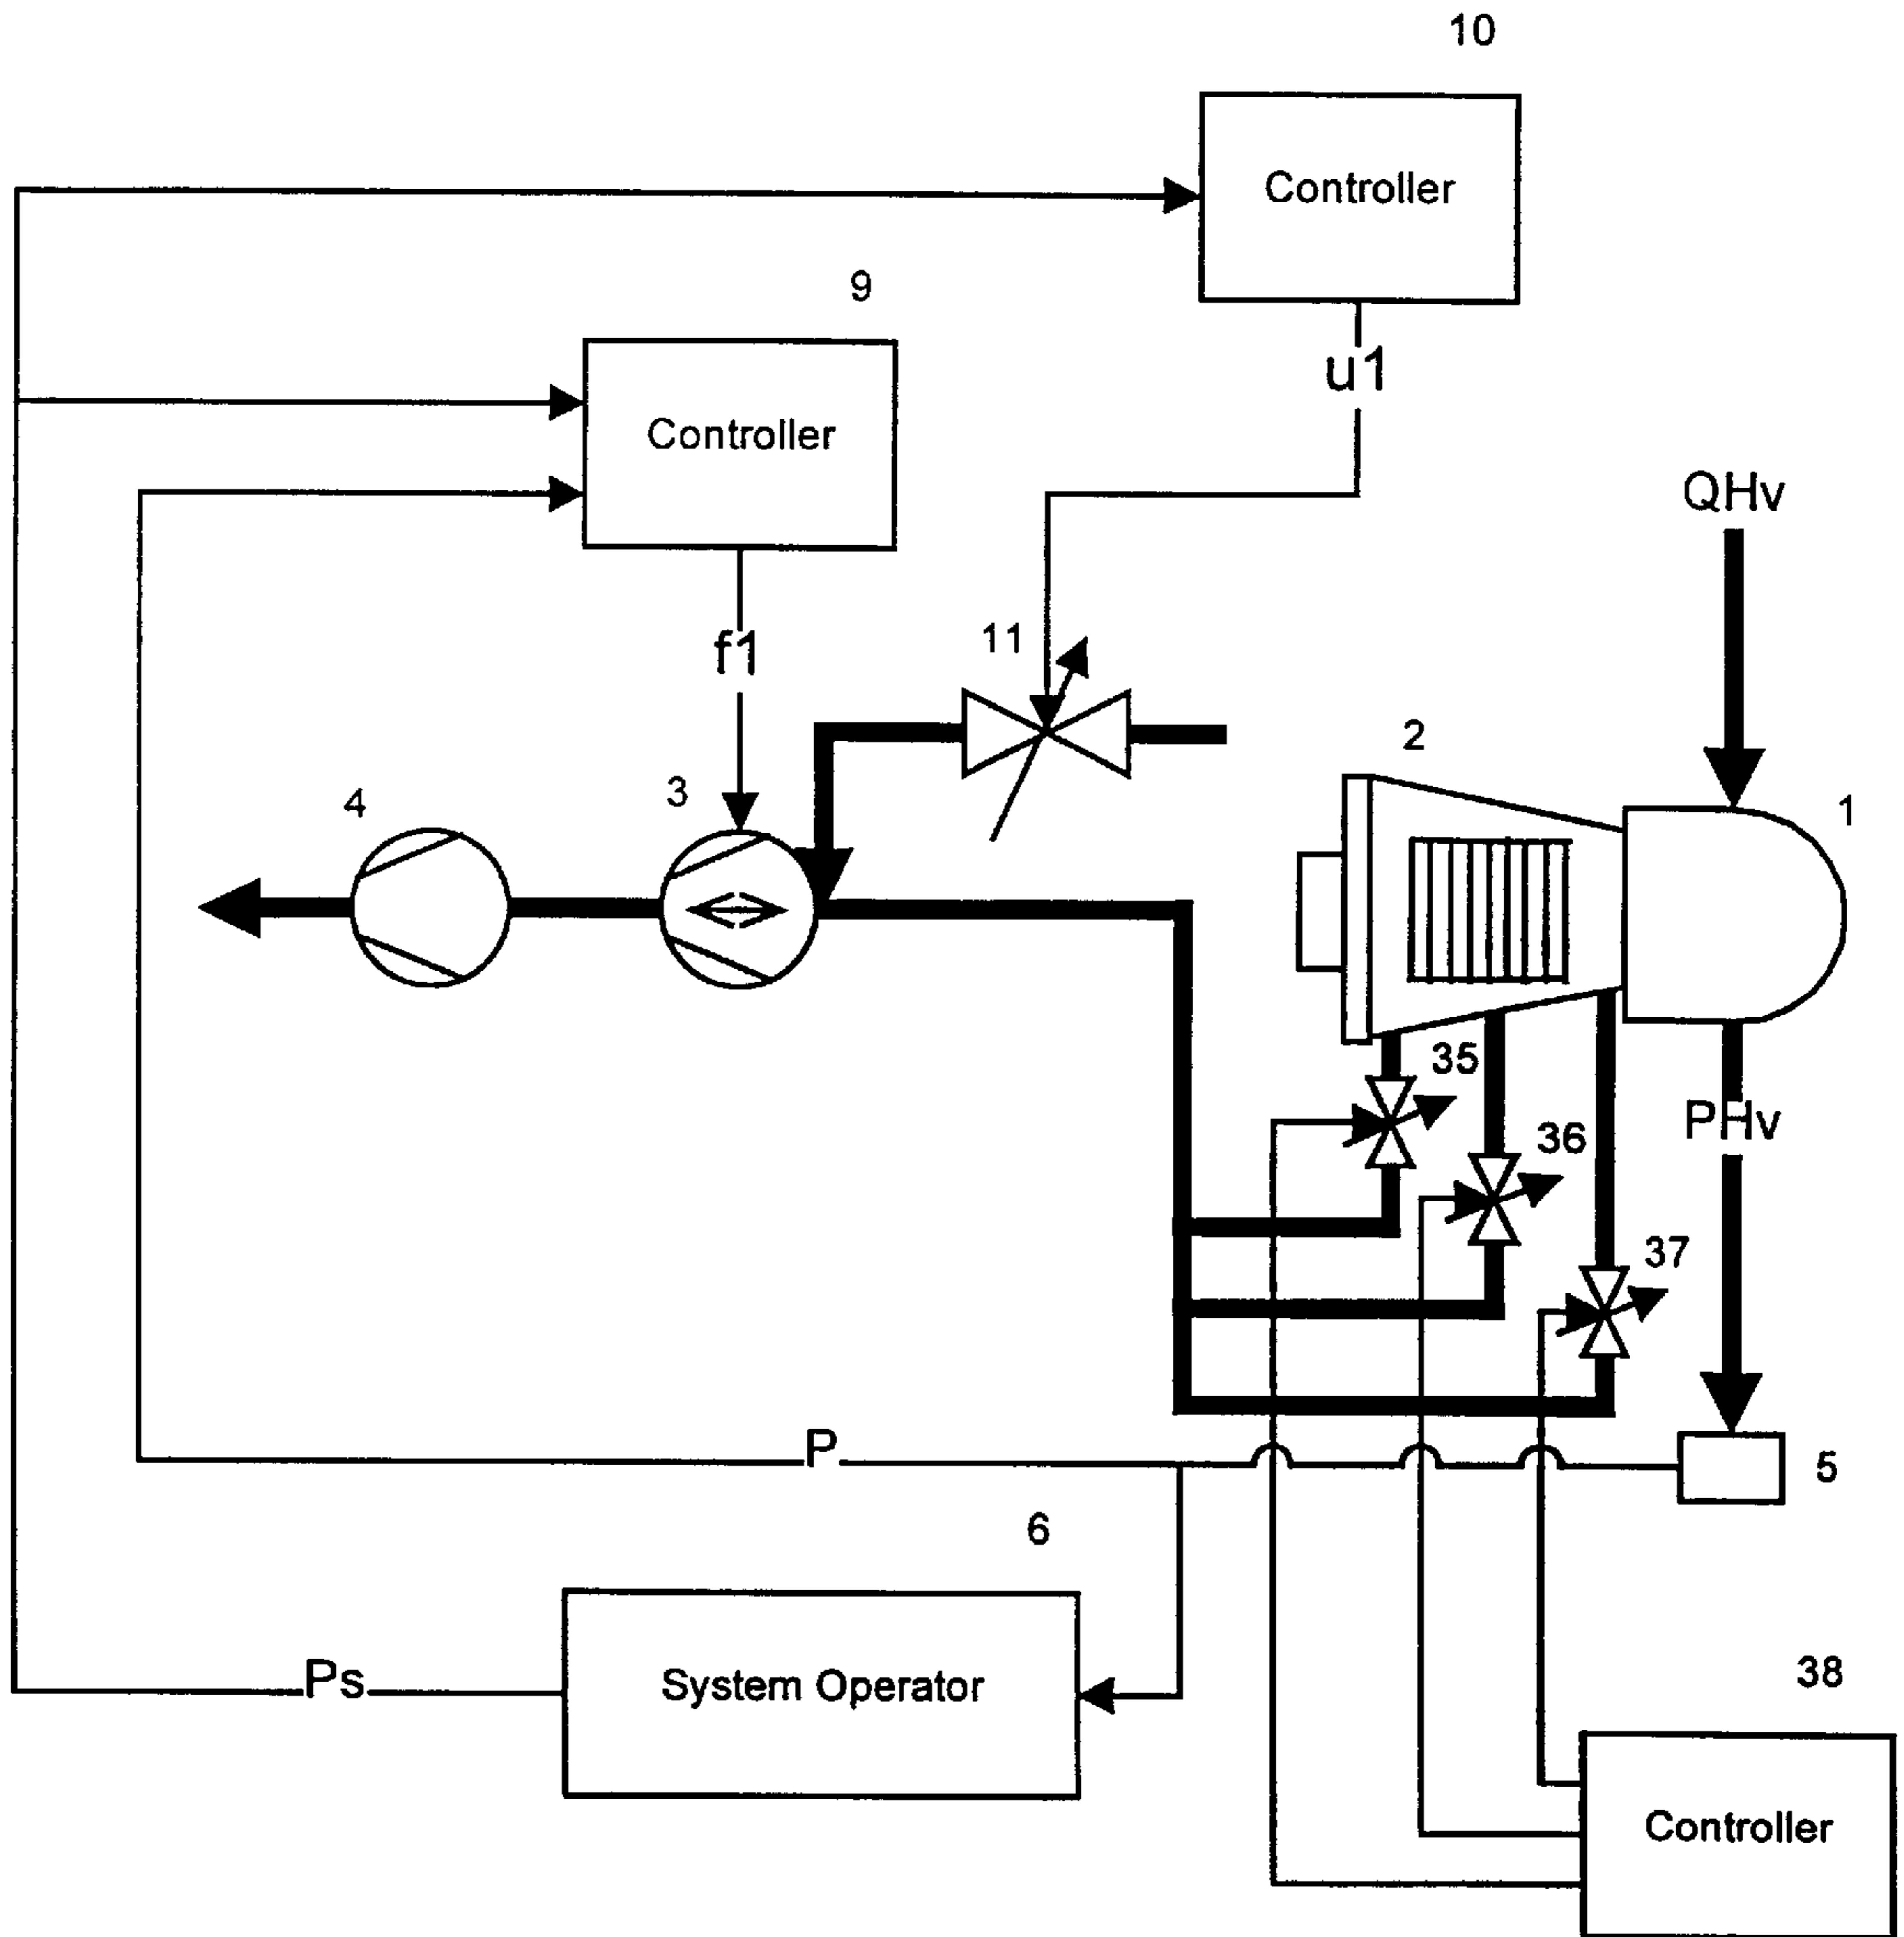 10
Controller
9
u1
Controller
QHv
f1
11
2
4
3
1
35
PHv
36
37
P
5
6
Ps
System Operator
38
Controller